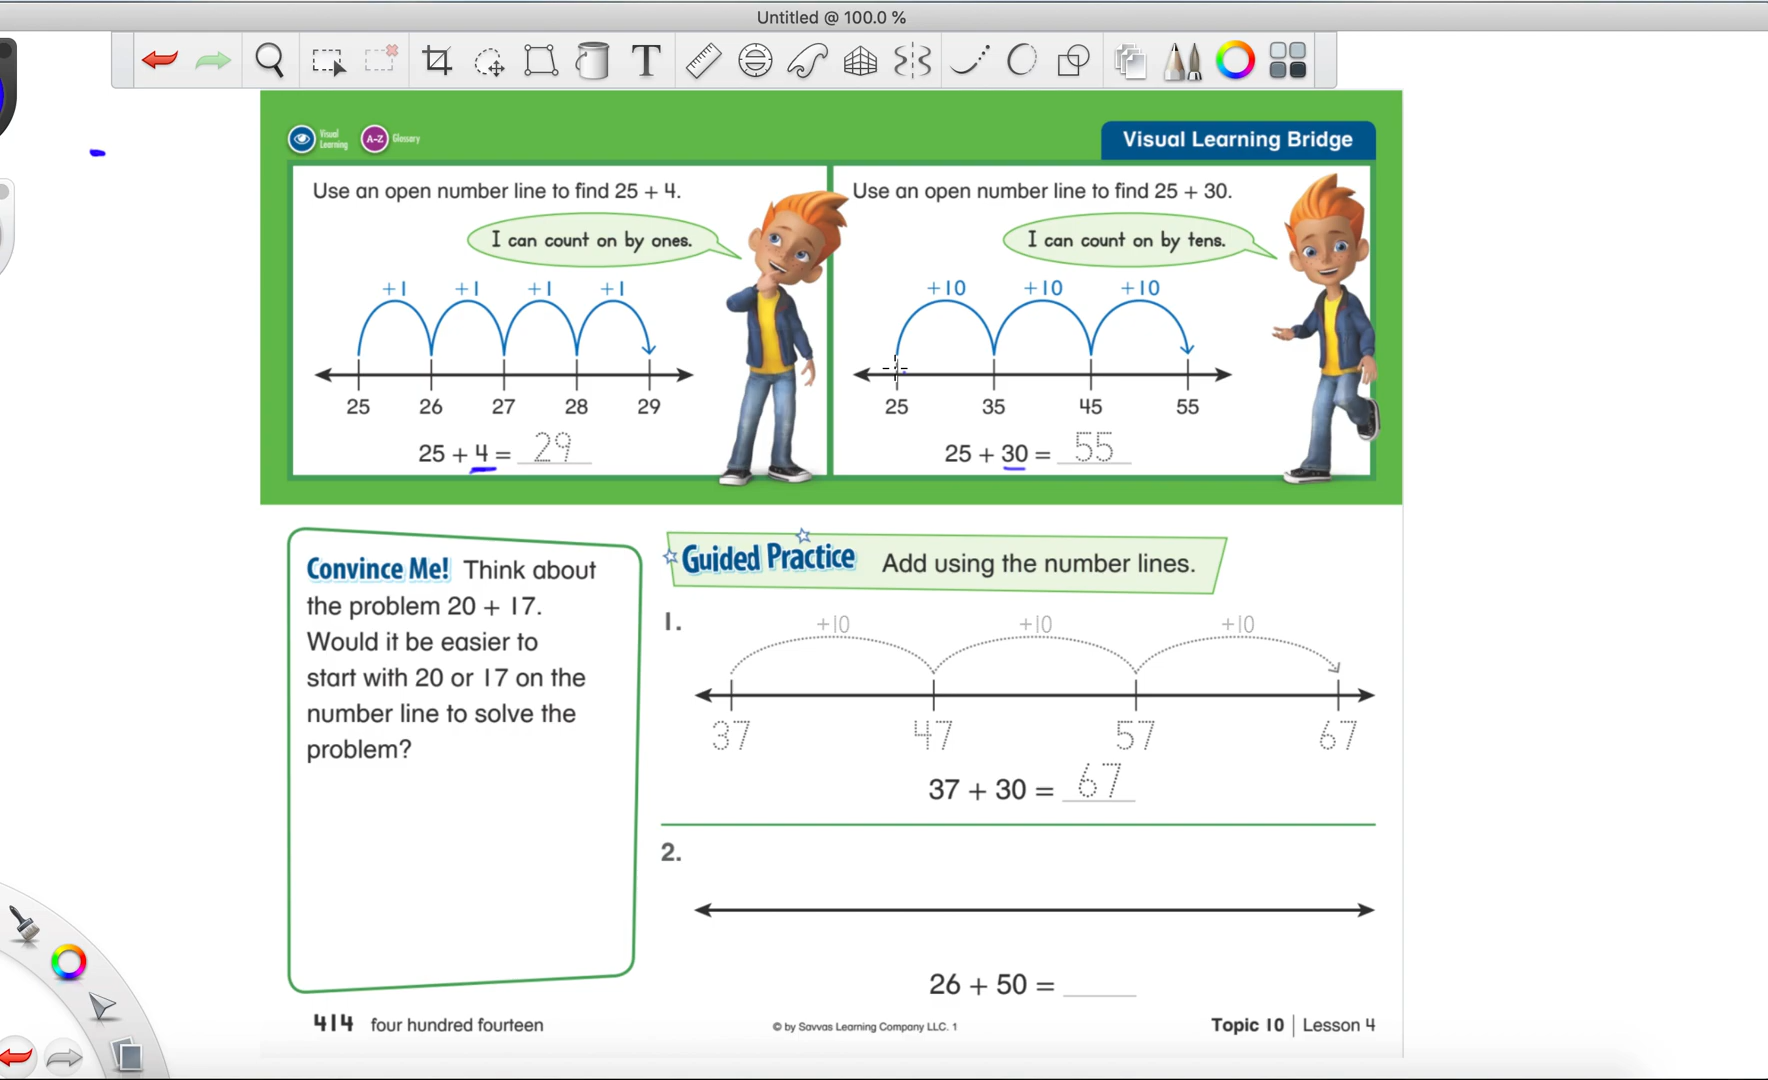 Untitled @ 100.0 %
Visual Learning
A-Z Glossary
Visual Learning Bridge
Use an open number line to find 25 + 4.
I can count on by ones.
+1 +1 +1 +1
25 26 27 28 29
25 + 4 = 29
Use an open number line to find 25 + 30.
I can count on by tens.
+10 +10 +10
25 35 45 55
25 + 30 = 55
Convince Me! Think about
the problem 20 + 17.
Would it be easier to
start with 20 or 17 on the
number line to solve the
problem?
Guided Practice Add using the number lines.
1.
+10 +10 +10
37 47 57 67
37 + 30 = 67
2.
26 + 50 = ____
414 four hundred fourteen
© by Savvas Learning Company LLC. 1
Topic 10 | Lesson 4